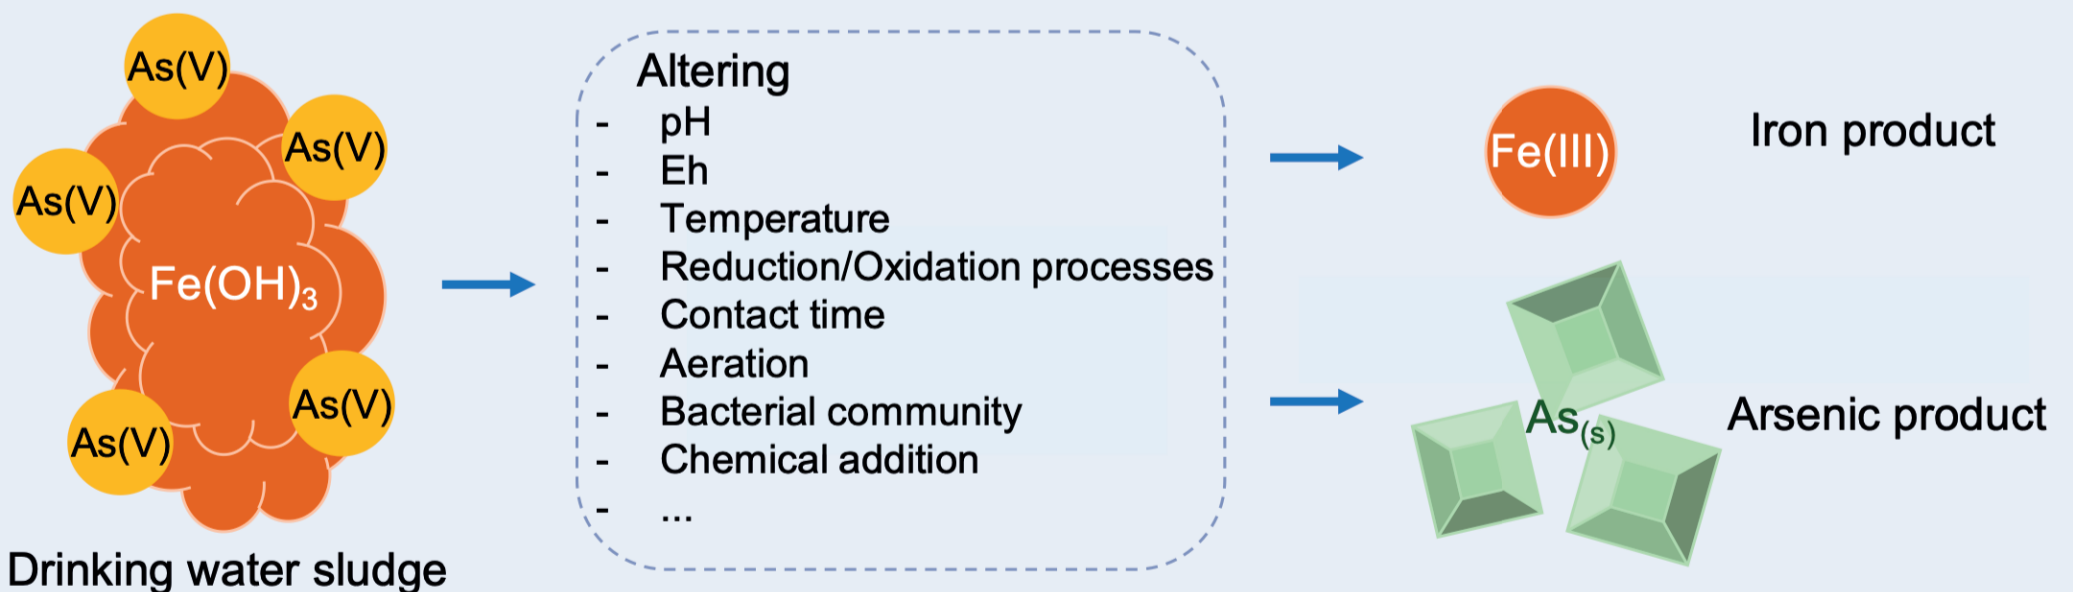 As(V)
As(V)
As(V)
Fe(OH)₃
As(V)
As(V)
Drinking water sludge
Altering
- pH
- Eh
- Temperature
- Reduction/Oxidation processes
- Contact time
- Aeration
- Bacterial community
- Chemical addition
- ...
Fe(III)
Iron product
As₍s₎
Arsenic product